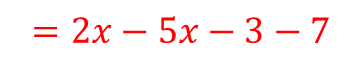 = 2x − 5x − 3 − 7